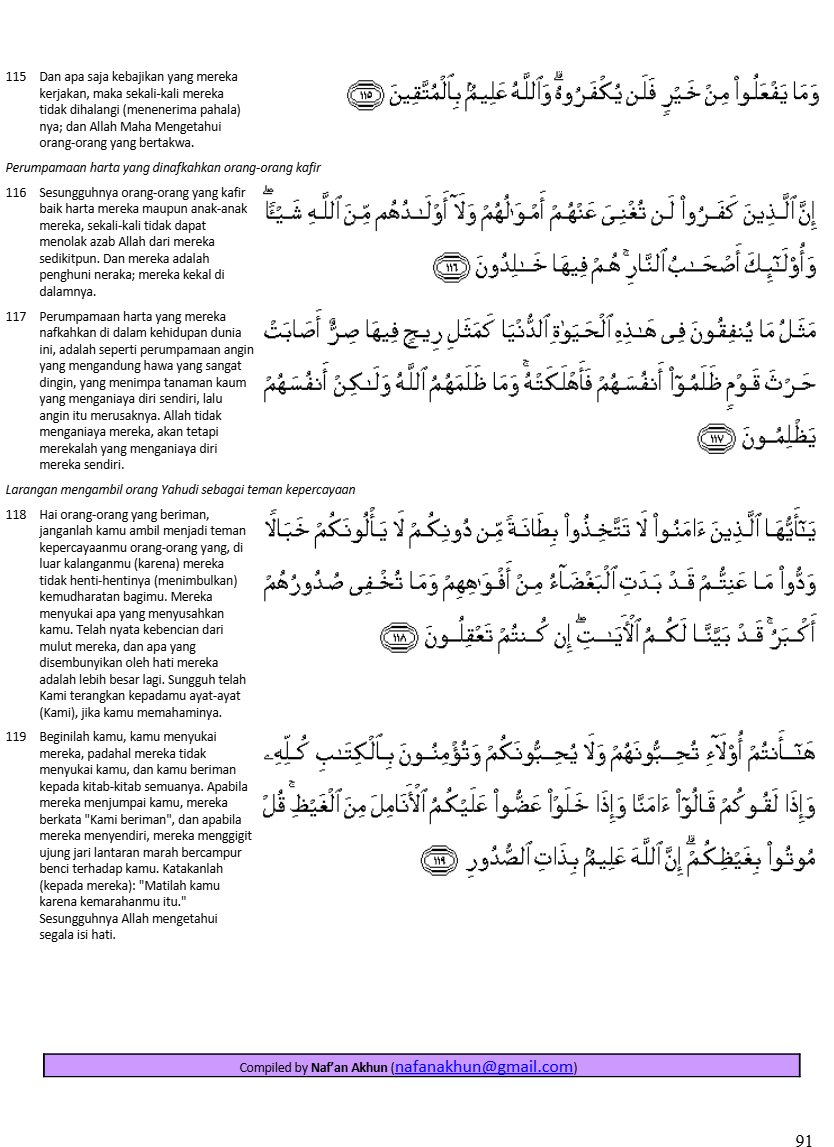 115 Dan apa saja kebajikan yang mereka
kerjakan, maka sekali-kali mereka
tidak dihalangi (menenerima pahala)
nya; dan Allah Maha Mengetahui
orang-orang yang bertakwa.
وَمَا يَفْعَلُوا۟ مِنْ خَيْرٍ فَلَن يُكْفَرُوهُ ۗ وَٱللَّهُ عَلِيمٌۢ بِٱلْمُتَّقِينَ ﴿١١٥﴾
Perumpamaan harta yang dinafkahkan orang-orang kafir
116 Sesungguhnya orang-orang yang kafir
baik harta mereka maupun anak-anak
mereka, sekali-kali tidak dapat
menolak azab Allah dari mereka
sedikitpun. Dan mereka adalah
penghuni neraka; mereka kekal di
dalamnya.
إِنَّ ٱلَّذِينَ كَفَرُوا۟ لَن تُغْنِىَ عَنْهُمْ أَمْوَٰلُهُمْ وَلَآ أَوْلَـٰدُهُم مِّنَ ٱللَّهِ شَيْـًٔا ۖ
وَأُو۟لَـٰٓئِكَ أَصْحَـٰبُ ٱلنَّارِ ۚ هُمْ فِيهَا خَـٰلِدُونَ ﴿١١٦﴾
117 Perumpamaan harta yang mereka
nafkahkan di dalam kehidupan dunia
ini, adalah seperti perumpamaan angin
yang mengandung hawa yang sangat
dingin, yang menimpa tanaman kaum
yang menganiaya diri sendiri, lalu
angin itu merusaknya. Allah tidak
menganiaya mereka, akan tetapi
merekalah yang menganiaya diri
mereka sendiri.
مَثَلُ مَا يُنفِقُونَ فِى هَـٰذِهِ ٱلْحَيَوٰةِ ٱلدُّنْيَا كَمَثَلِ رِيحٍ فِيهَا صِرٌّ أَصَابَتْ
حَرْثَ قَوْمٍ ظَلَمُوٓا۟ أَنفُسَهُمْ فَأَهْلَكَتْهُ ۚ وَمَا ظَلَمَهُمُ ٱللَّهُ وَلَـٰكِنْ أَنفُسَهُمْ
يَظْلِمُونَ ﴿١١٧﴾
Larangan mengambil orang Yahudi sebagai teman kepercayaan
118 Hai orang-orang yang beriman,
janganlah kamu ambil menjadi teman
kepercayaanmu orang-orang yang, di
luar kalanganmu (karena) mereka
tidak henti-hentinya (menimbulkan)
kemudharatan bagimu. Mereka
menyukai apa yang menyusahkan
kamu. Telah nyata kebencian dari
mulut mereka, dan apa yang
disembunyikan oleh hati mereka
adalah lebih besar lagi. Sungguh telah
Kami terangkan kepadamu ayat-ayat
(Kami), jika kamu memahaminya.
يَـٰٓأَيُّهَا ٱلَّذِينَ ءَامَنُوا۟ لَا تَتَّخِذُوا۟ بِطَانَةً مِّن دُونِكُمْ لَا يَأْلُونَكُمْ خَبَالًا
وَدُّوا۟ مَا عَنِتُّمْ قَدْ بَدَتِ ٱلْبَغْضَآءُ مِنْ أَفْوَٰهِهِمْ وَمَا تُخْفِى صُدُورُهُمْ
أَكْبَرُ ۚ قَدْ بَيَّنَّا لَكُمُ ٱلْـَٔايَـٰتِ ۖ إِن كُنتُمْ تَعْقِلُونَ ﴿١١٨﴾
119 Beginilah kamu, kamu menyukai
mereka, padahal mereka tidak
menyukai kamu, dan kamu beriman
kepada kitab-kitab semuanya. Apabila
mereka menjumpai kamu, mereka
berkata "Kami beriman", dan apabila
mereka menyendiri, mereka menggigit
ujung jari lantaran marah bercampur
benci terhadap kamu. Katakanlah
(kepada mereka): "Matilah kamu
karena kemarahanmu itu."
Sesungguhnya Allah mengetahui
segala isi hati.
هَـٰٓأَنتُمْ أُو۟لَآءِ تُحِبُّونَهُمْ وَلَا يُحِبُّونَكُمْ وَتُؤْمِنُونَ بِٱلْكِتَـٰبِ كُلِّهِۦ
وَإِذَا لَقُوكُمْ قَالُوٓا۟ ءَامَنَّا وَإِذَا خَلَوْا۟ عَضُّوا۟ عَلَيْكُمُ ٱلْأَنَامِلَ مِنَ ٱلْغَيْظِ ۚ قُلْ
مُوتُوا۟ بِغَيْظِكُمْ ۗ إِنَّ ٱللَّهَ عَلِيمٌۢ بِذَاتِ ٱلصُّدُورِ ﴿١١٩﴾
Compiled by Naf’an Akhun (nafanakhun@gmail.com)
91